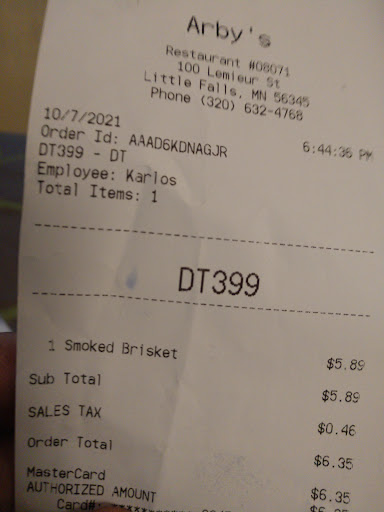 Arby's
Restaurant #08071
100 Lemieur St
Little Falls, MN 56345
Phone (320) 632-4768
10/7/2021 6:44:36 PM
Order Id: AAAD6KDNAGJR
DT399 - DT
Employee: Karlos
Total Items: 1
DT399
1 Smoked Brisket $5.89
Sub Total $5.89
SALES TAX $0.46
Order Total $6.35
MasterCard $6.35
AUTHORIZED AMOUNT
Card#: